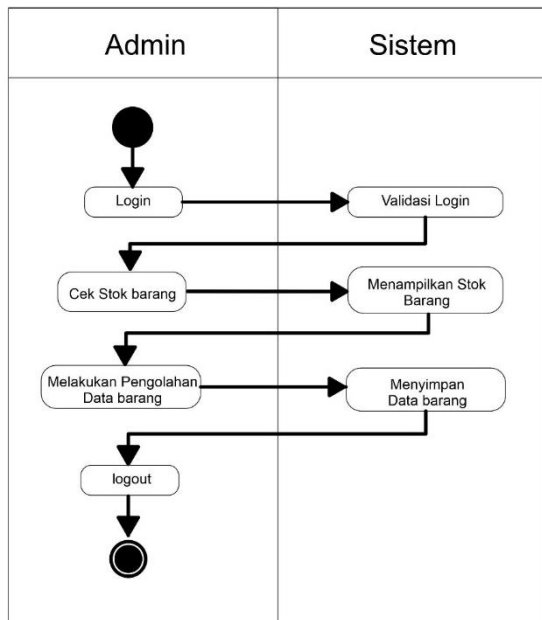 Admin
Sistem
Login
Validasi Login
Cek Stok barang
Menampilkan Stok
Barang
Melakukan Pengolahan
Data barang
Menyimpan
Data barang
logout